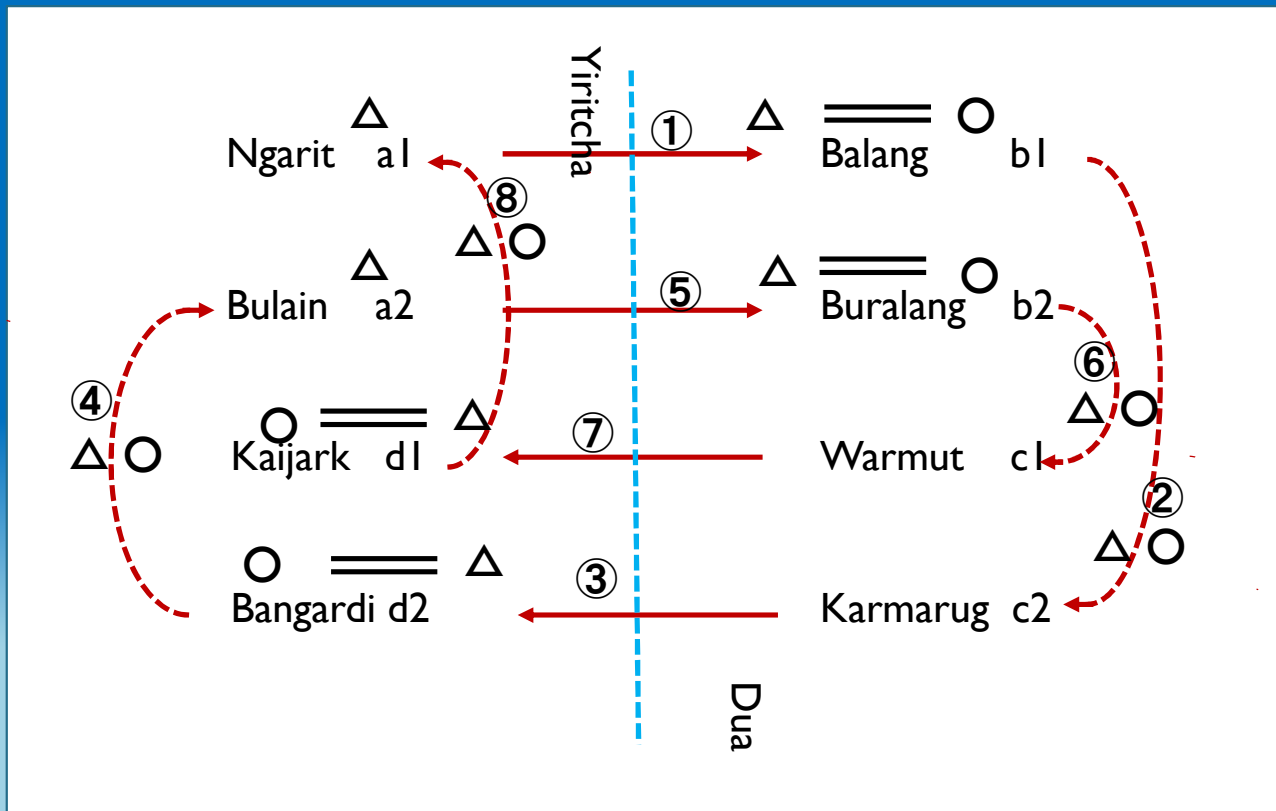 Yiritcha
Ngarit a1 ① Balang b1
⑧
Bulain a2 ⑤ Buralang b2
④ ⑥
Kaijark d1 ⑦ Warmut c1
②
Bangardi d2 ③ Karmarug c2
Dua